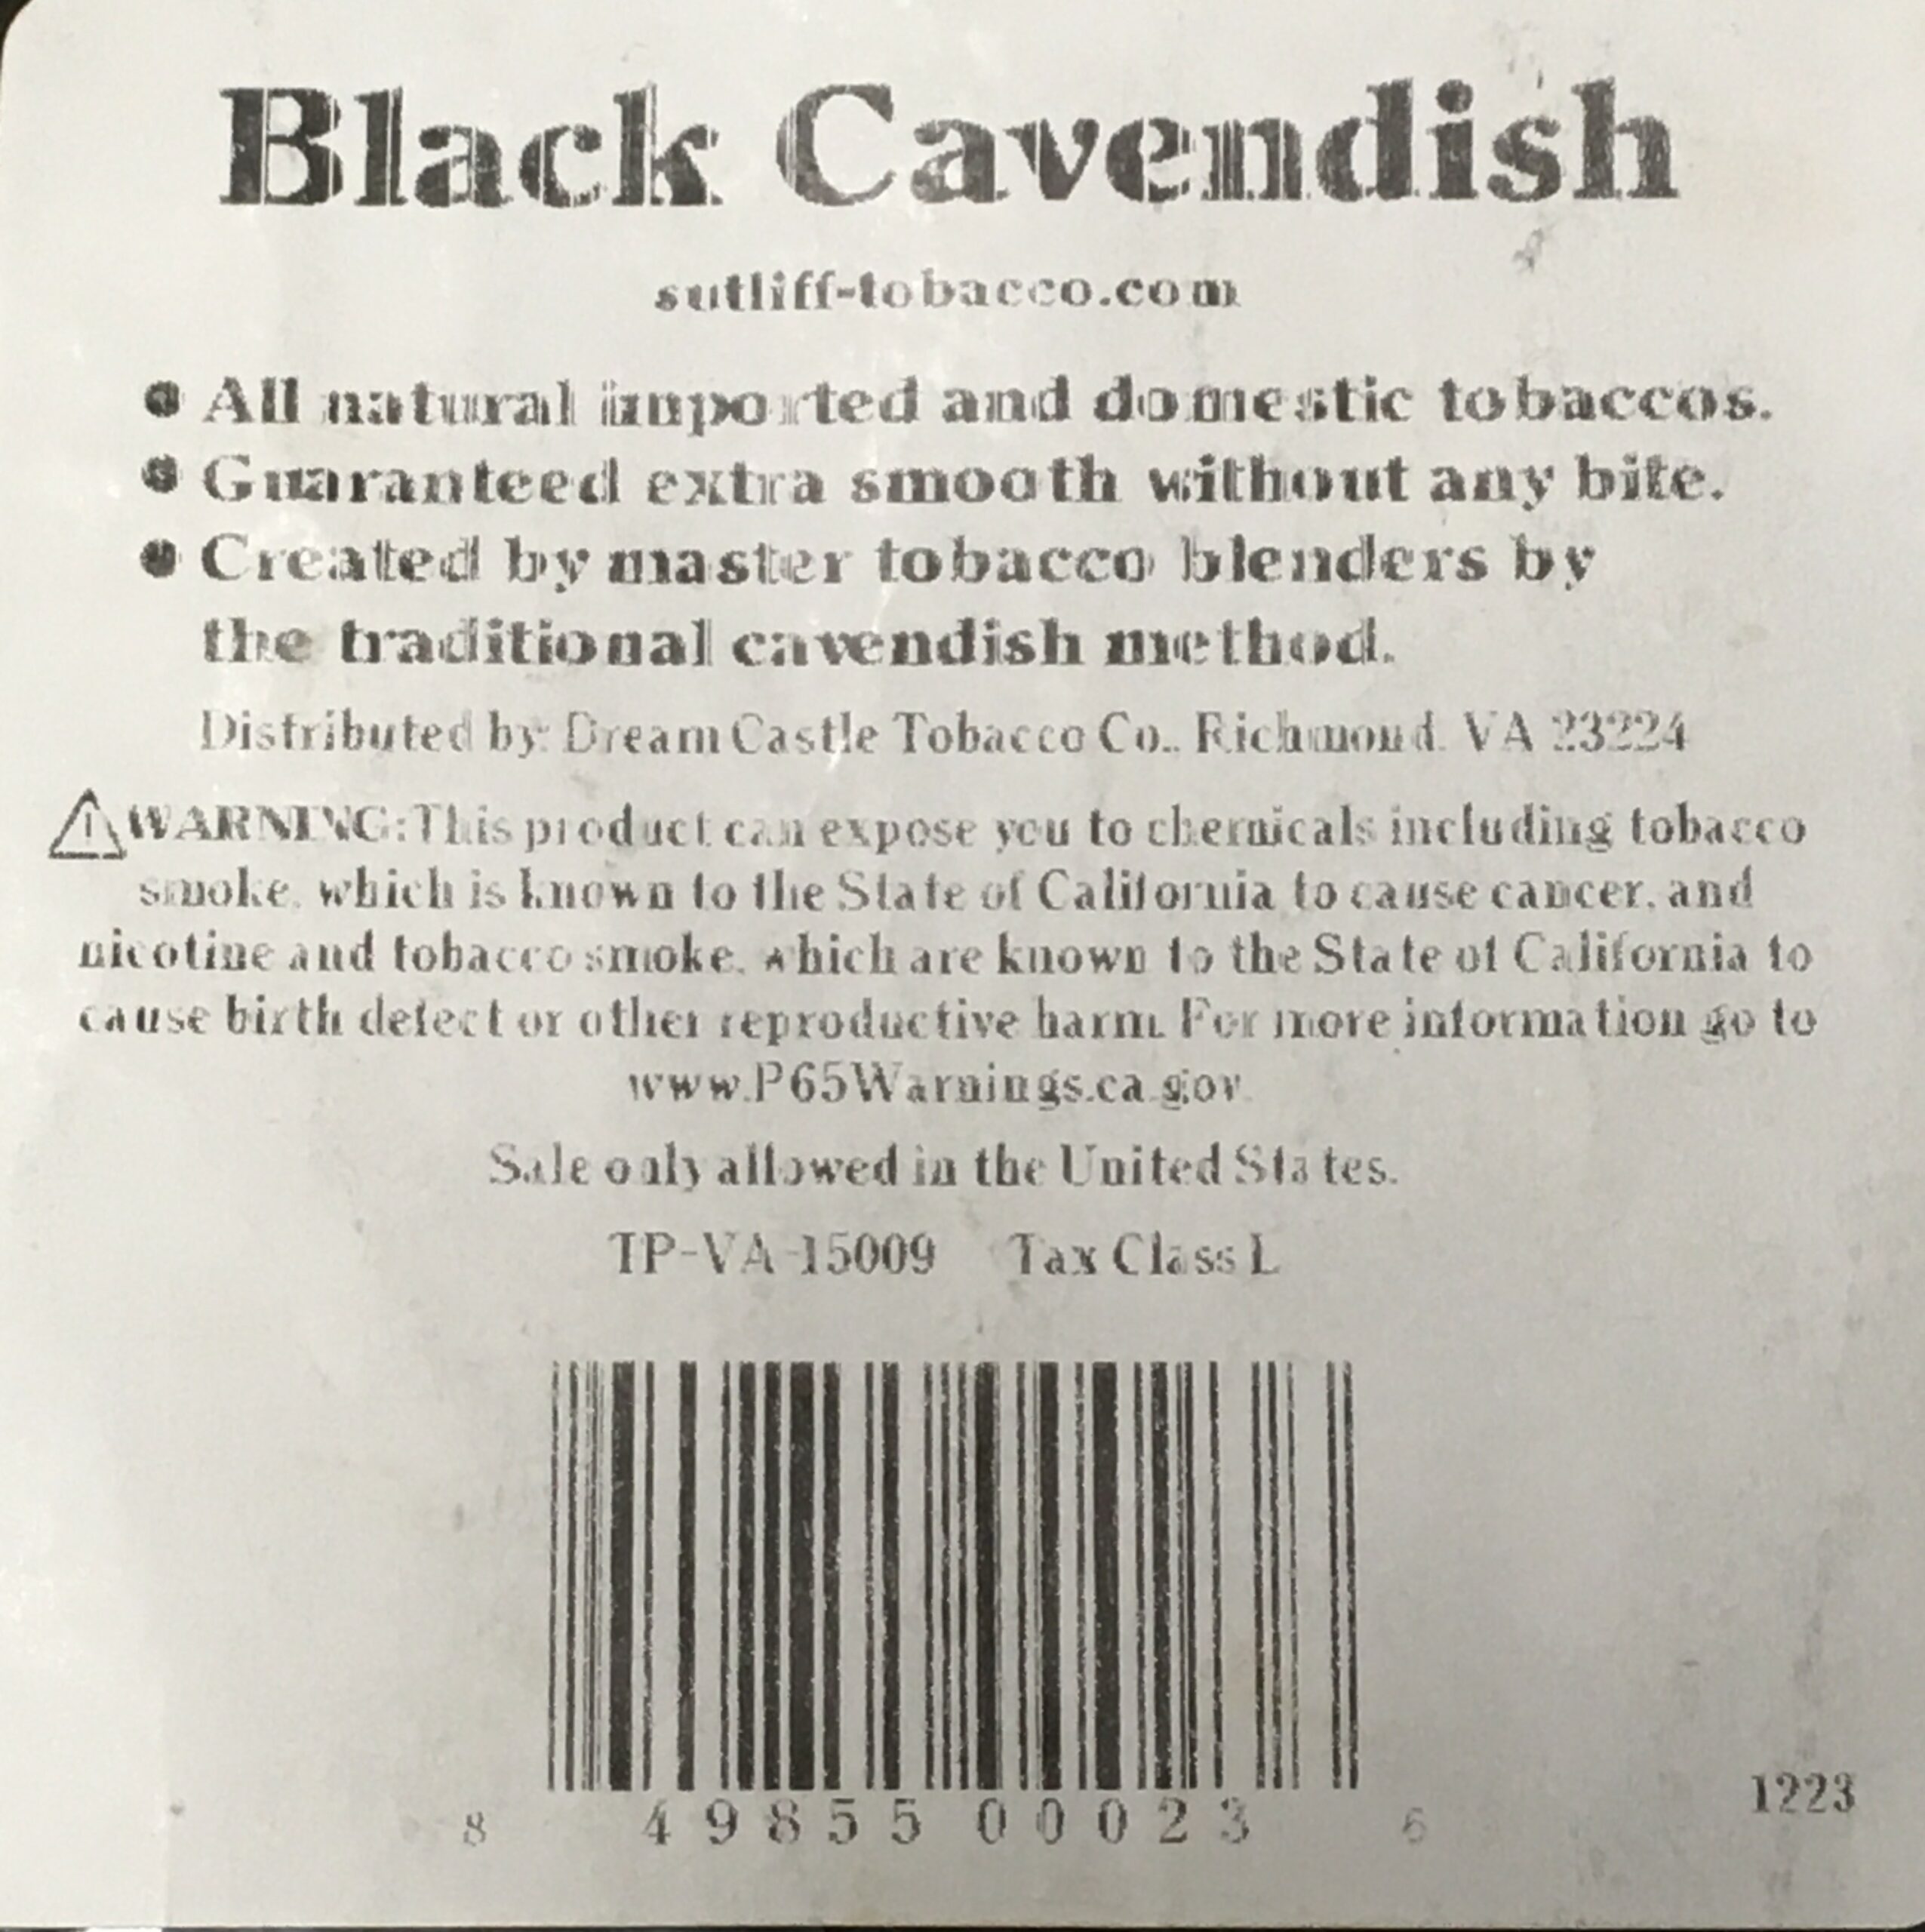 Black Cavendish
sutliff-tobacco.com
● All natural imported and domestic tobaccos.
● Guaranteed extra smooth without any bite.
● Created by master tobacco blenders by
the traditional cavendish method.
Distributed by: Dream Castle Tobacco Co., Richmond, VA 23224
⚠WARNING: This product can expose you to chemicals including tobacco
smoke, which is known to the State of California to cause cancer, and
nicotine and tobacco smoke, which are known to the State of California to
cause birth defect or other reproductive harm. For more information go to
www.P65Warnings.ca.gov.
Sale only allowed in the United States.
TP-VA-15009 Tax Class L
8 49855 00023 6
1223